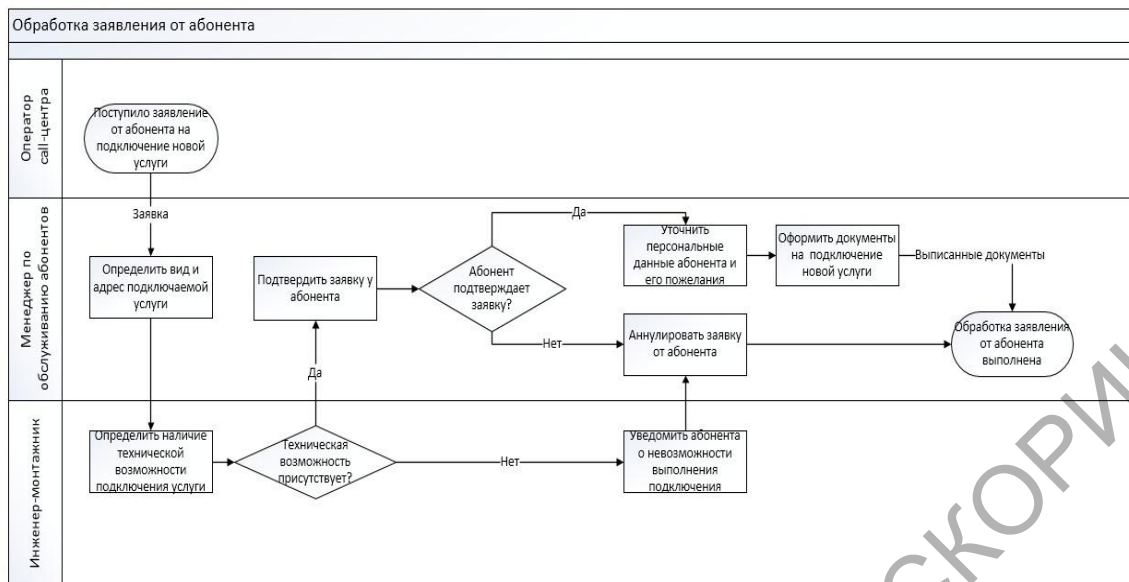 Обработка заявления от абонента
Оператор
call-центра
Поступило заявление
от абонента на
подключение новой
услуги
Заявка
Менеджер по
обслуживанию абонентов
Определить вид и
адрес подключаемой
услуги
Подтвердить заявку у
абонента
Абонент
подтверждает
заявку?
Да
Уточнить
персональные
данные абонента и
его пожелания
Оформить документы
на подключение
новой услуги
Выписанные документы
Нет
Аннулировать заявку
от абонента
Обработка заявления
от абонента
выполнена
Да
Инженер-монтажник
Определить наличие
технической
возможности
подключения услуги
Техническая
возможность
присутствует?
Нет
Уведомить абонента
о невозможности
выполнения
подключения